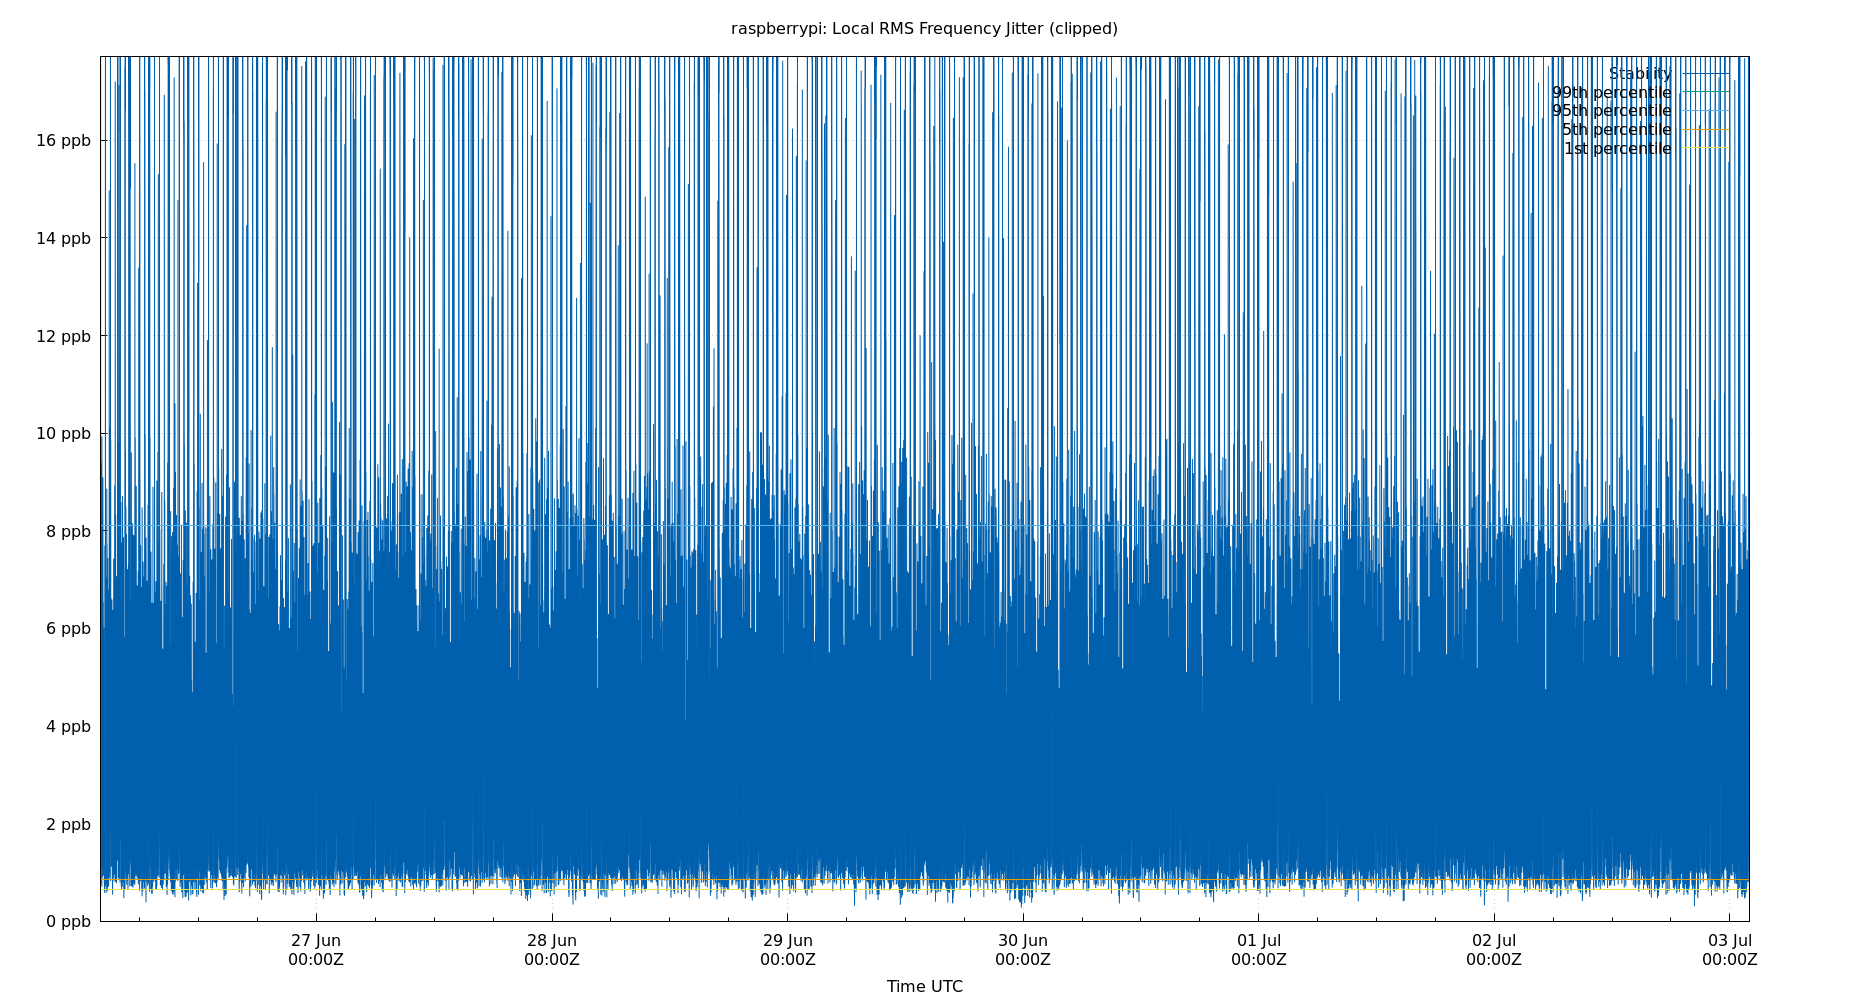 raspberrypi: Local RMS Frequency Jitter (clipped)
Stability
99th percentile
95th percentile
5th percentile
1st percentile
16 ppb
14 ppb
12 ppb
10 ppb
8 ppb
6 ppb
4 ppb
2 ppb
0 ppb
27 Jun 28 Jun 29 Jun 30 Jun 01 Jul 02 Jul 03 Jul
00:00Z 00:00Z 00:00Z 00:00Z 00:00Z 00:00Z 00:00Z
Time UTC